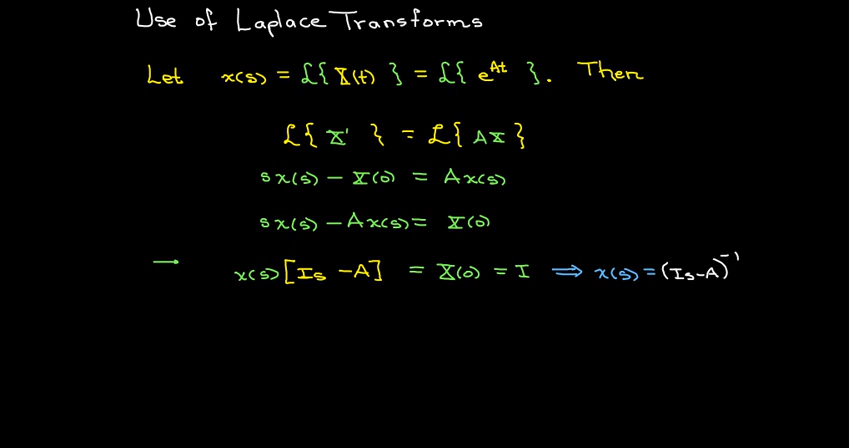 Use of Laplace Transforms
Let x(s) = ℒ{ X(t) } = ℒ{ e^{At} }. Then
ℒ{ X' } = ℒ{ AX }
sx(s) - X(0) = Ax(s)
sx(s) - Ax(s) = X(0)
→ x(s)[Is - A] = X(0) = I ⟹ x(s) = (Is-A)^{-1}